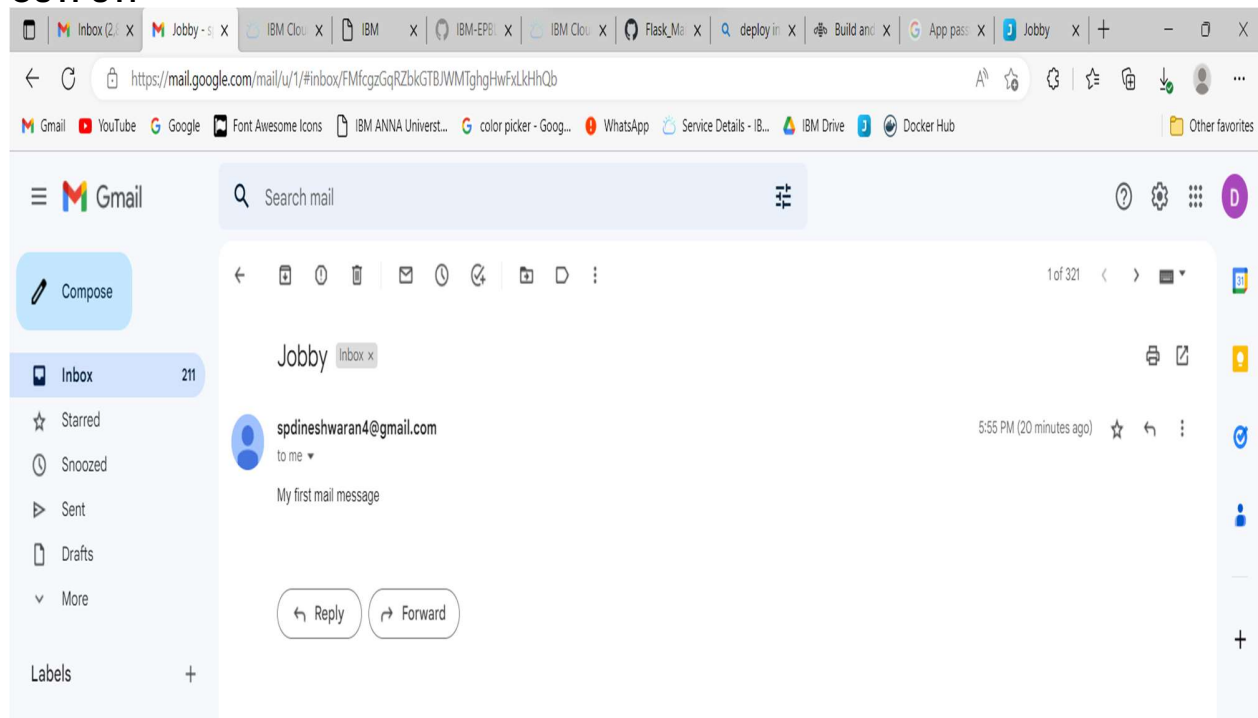 Inbox (2,
Jobby - s
IBM Clou
IBM
IBM-EPB
IBM Clou
Flask_Ma
deploy in
Build and
App pass
Jobby
https://mail.google.com/mail/u/1/#inbox/FMfcgzGqRZbkGTBJWMTghgHwFxLkHhQb
Gmail
YouTube
Google
Font Awesome Icons
IBM ANNA Universt...
color picker - Goog...
WhatsApp
Service Details - IB...
IBM Drive
Docker Hub
Other favorites
Gmail
Search mail
D
Compose
1 of 321
31
Jobby Inbox x
Inbox 211
Starred
Snoozed
Sent
Drafts
More
Labels
spdineshwaran4@gmail.com
5:55 PM (20 minutes ago)
to me
My first mail message
Reply
Forward